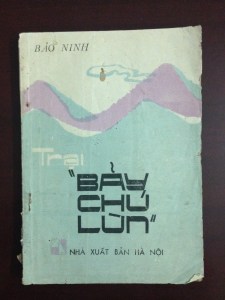 BẢO NINH
Trại
"BẢY
CHÚ
LÙN"
NHÀ XUẤT BẢN HÀ NỘI